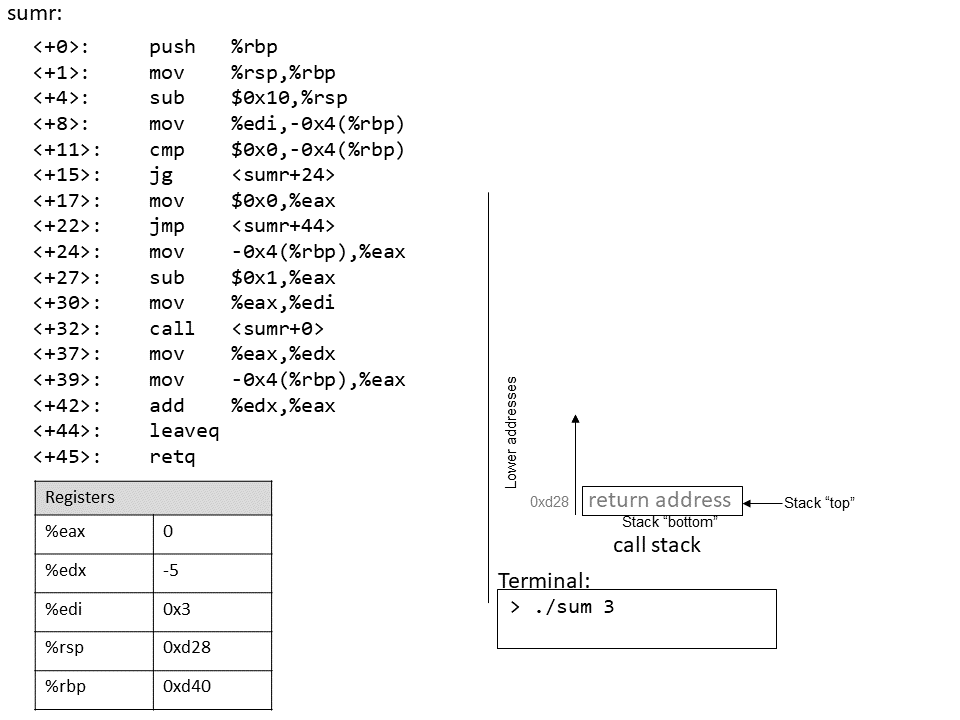 sumr:
<+0>: push %rbp
<+1>: mov %rsp,%rbp
<+4>: sub $0x10,%rsp
<+8>: mov %edi,-0x4(%rbp)
<+11>: cmp $0x0,-0x4(%rbp)
<+15>: jg <sumr+24>
<+17>: mov $0x0,%eax
<+22>: jmp <sumr+44>
<+24>: mov -0x4(%rbp),%eax
<+27>: sub $0x1,%eax
<+30>: mov %eax,%edi
<+32>: call <sumr+0>
<+37>: mov %eax,%edx
<+39>: mov -0x4(%rbp),%eax
<+42>: add %edx,%eax
<+44>: leaveq
<+45>: retq
Registers
%eax 0
%edx -5
%edi 0x3
%rsp 0xd28
%rbp 0xd40
Lower addresses
0xd28 return address Stack “top”
Stack “bottom”
call stack
Terminal:
> ./sum 3